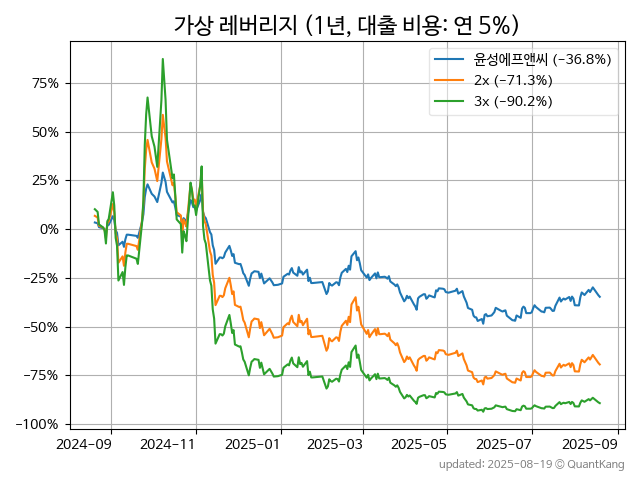 가상 레버리지 (1년, 대출 비용: 연 5%)
윤성에프앤씨 (-36.8%)
2x (-71.3%)
3x (-90.2%)
75%
50%
25%
0%
-25%
-50%
-75%
-100%
2024-09 2024-11 2025-01 2025-03 2025-05 2025-07 2025-09
updated: 2025-08-19 © QuantKang